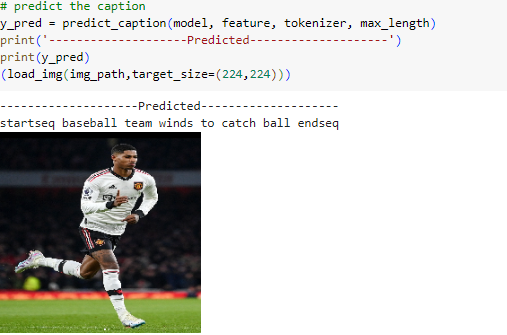 # predict the caption
y_pred = predict_caption(model, feature, tokenizer, max_length)
print('--------------------Predicted--------------------')
print(y_pred)
(load_img(img_path,target_size=(224,224)))
--------------------Predicted--------------------
startseq baseball team winds to catch ball endseq